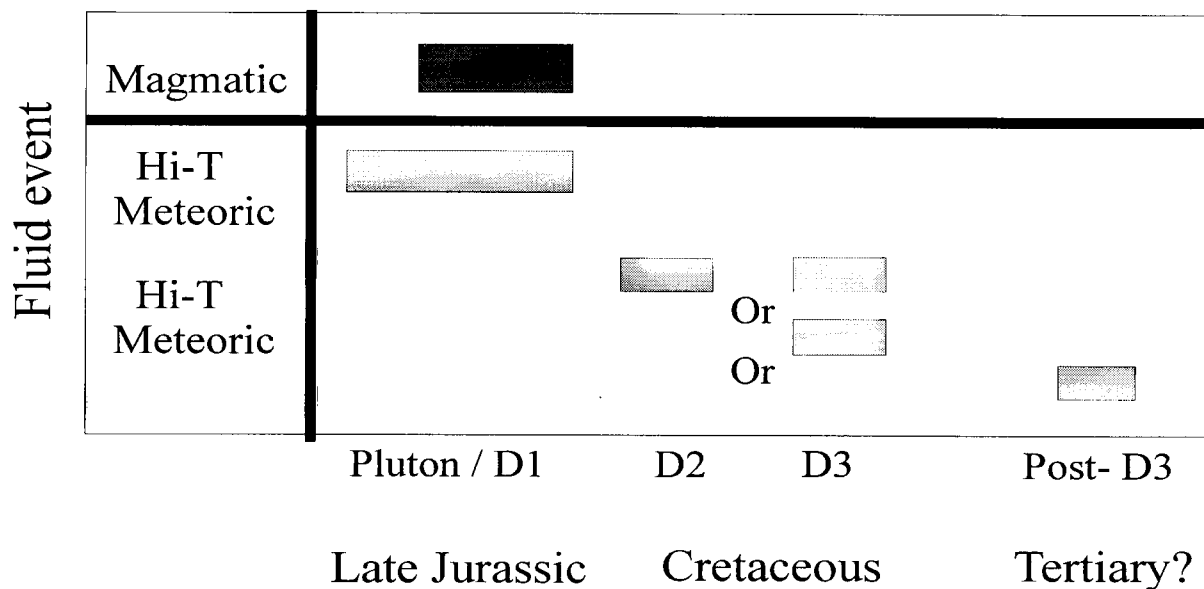 Fluid event
Magmatic
Hi-T
Meteoric
Hi-T
Meteoric
Or
Or
Pluton / D1 D2 D3 Post- D3
Late Jurassic Cretaceous Tertiary?